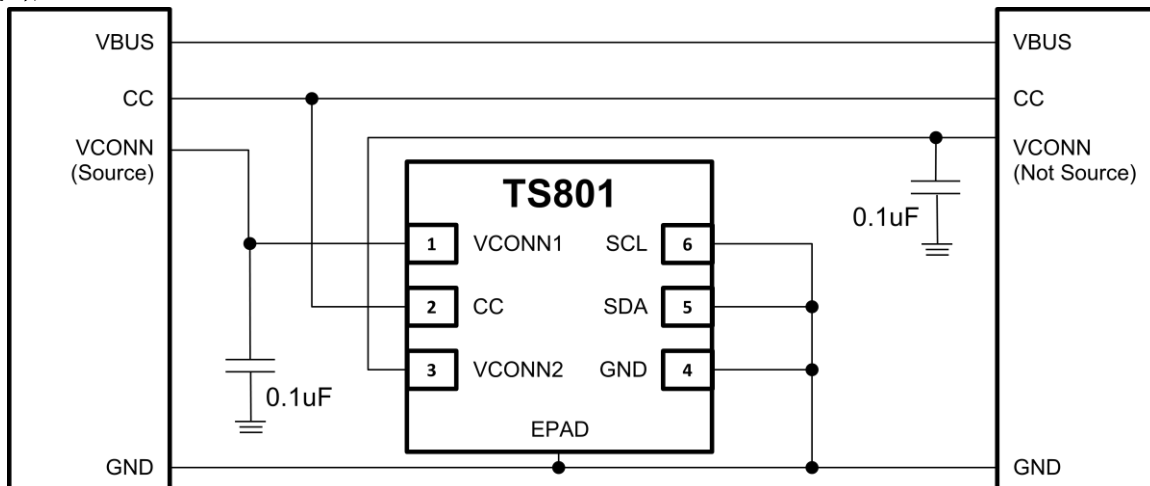 VBUS
CC
VCONN
(Source)
GND
TS801
1 VCONN1
2 CC
3 VCONN2
SCL 6
SDA 5
GND 4
EPAD
0.1uF
0.1uF
VBUS
CC
VCONN
(Not Source)
GND